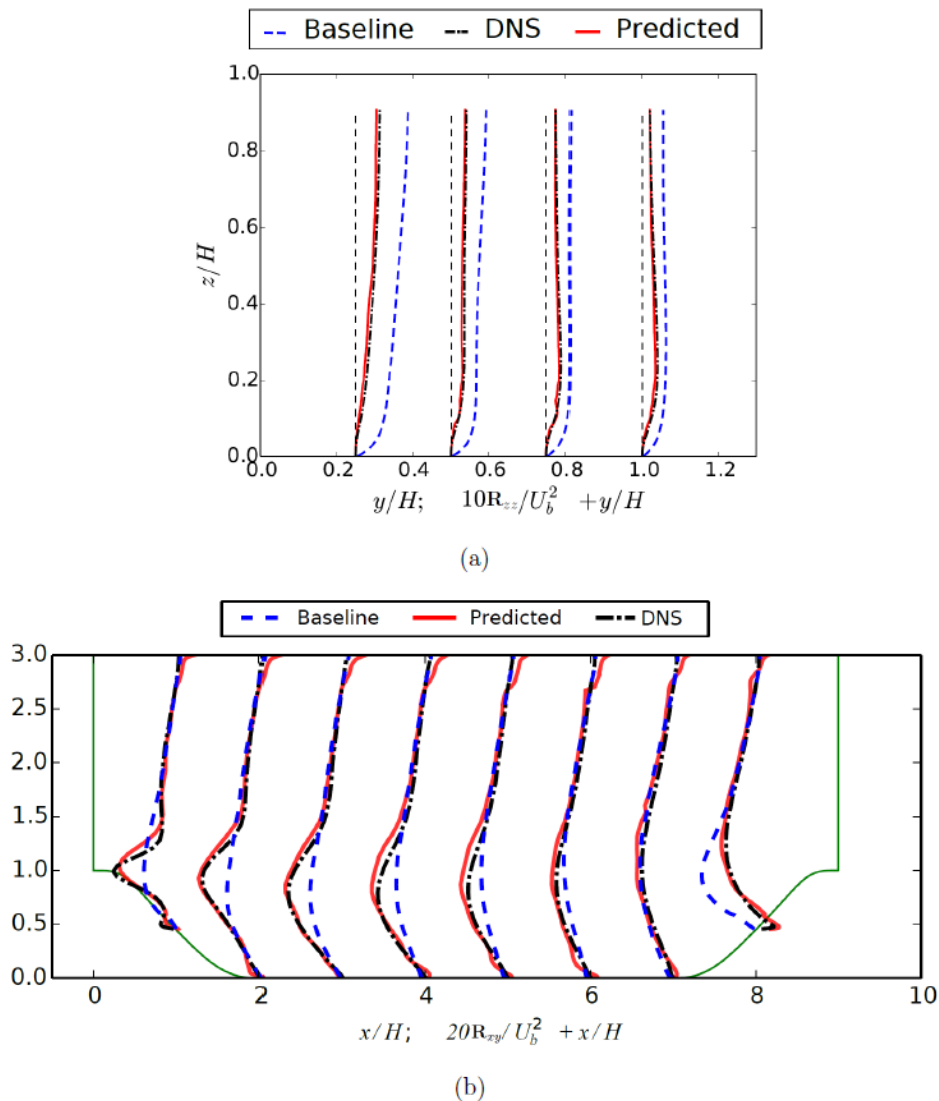 Baseline DNS Predicted
1.0
0.8
0.6
0.4
0.2
0.0
z/H
0.0 0.2 0.4 0.6 0.8 1.0 1.2
y/H; 10R_zz/U_b^2 +y/H
(a)
Baseline Predicted DNS
3.0
2.5
2.0
1.5
1.0
0.5
0.0
0 2 4 6 8 10
x/H; 20R_xy/U_b^2 +x/H
(b)